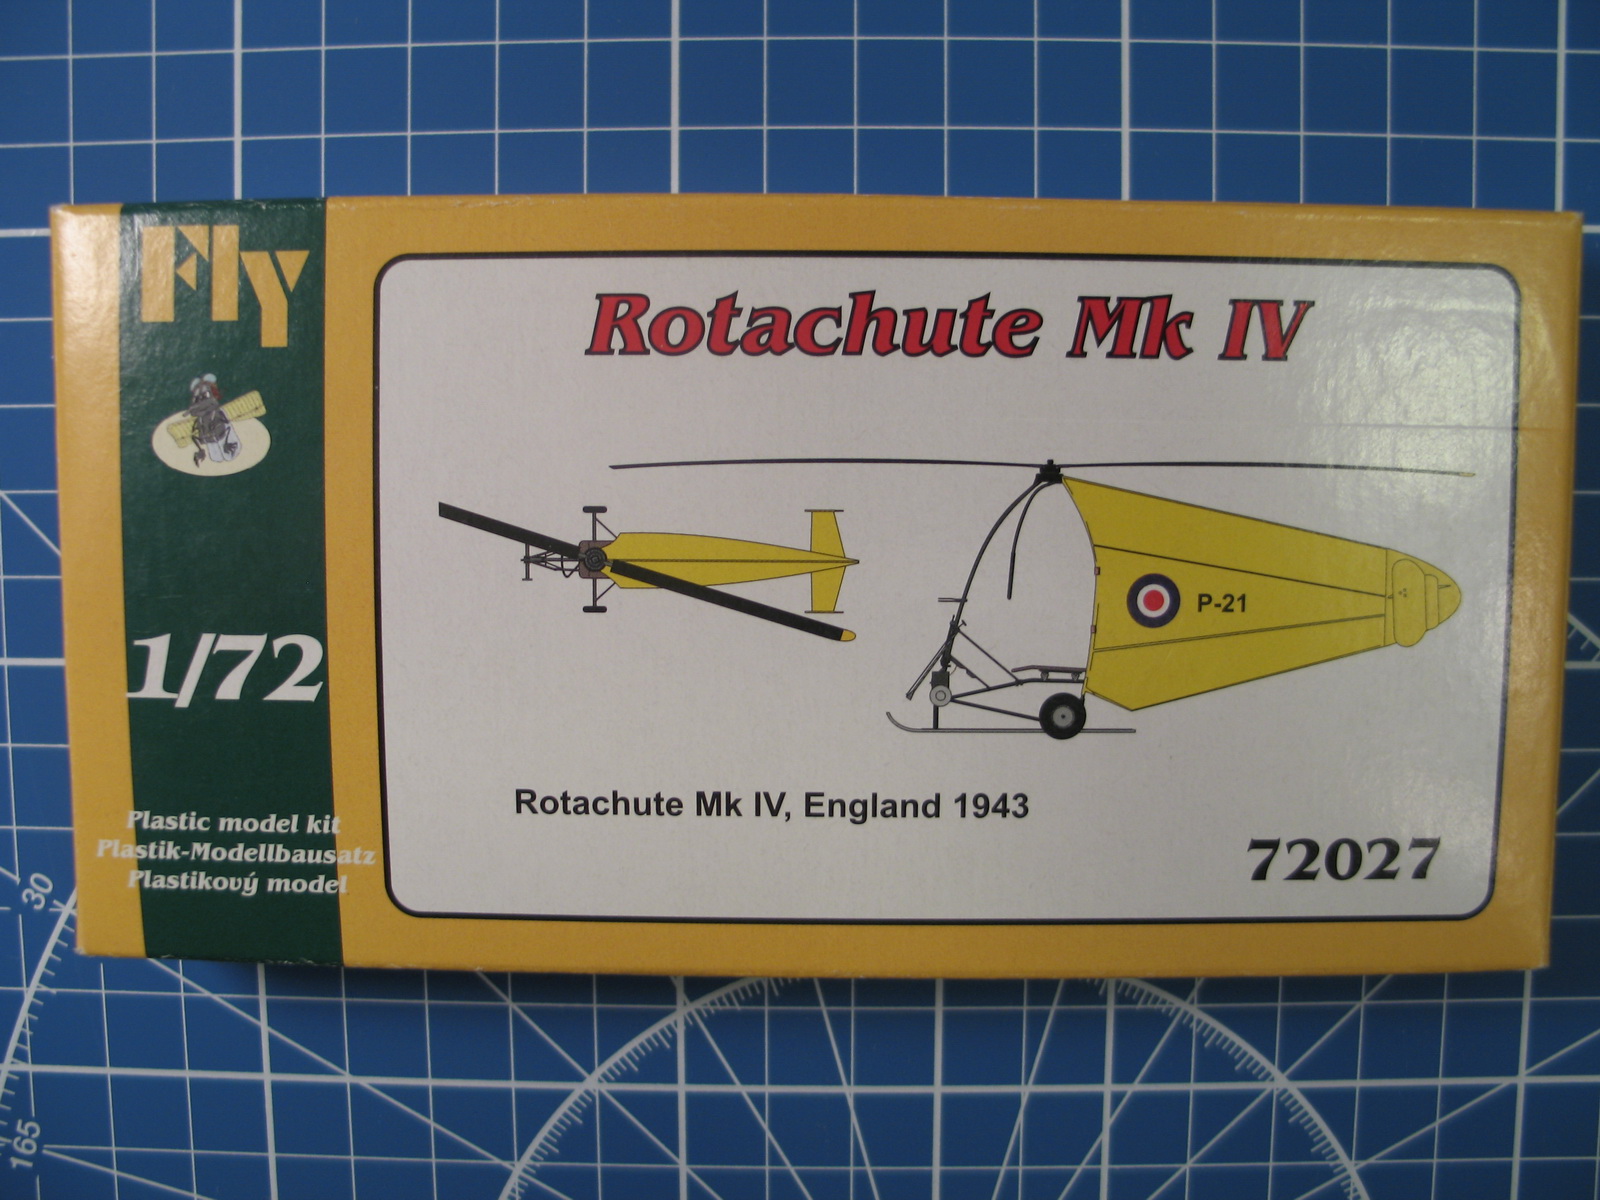 Fly
Rotachute Mk IV
P-21
1/72
Rotachute Mk IV, England 1943
Plastic model kit
Plastik-Modellbausatz
Plastikový model
72027
30
165